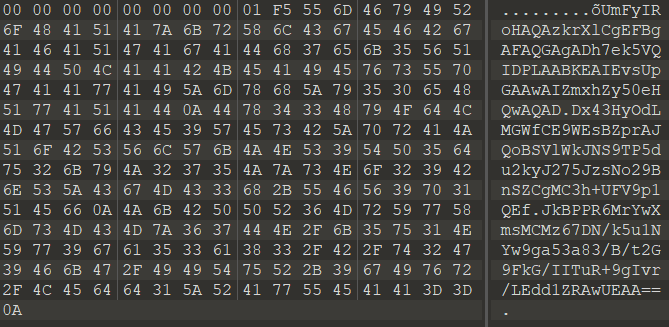 00 00 00 00 00 00 00 00 01 F5 55 6D 46 79 49 52 .........õUmFyIR
6F 48 41 51 41 7A 6B 72 58 6C 43 67 45 46 42 67 oHAQAzkrXlCgEFBg
41 46 41 51 47 41 67 41 44 68 37 65 6B 35 56 51 AFAQGAgADh7ek5VQ
49 44 50 4C 41 41 42 4B 45 41 49 45 76 73 55 70 IDPLAABKEAIEvsUp
47 41 41 77 41 49 5A 6D 78 68 5A 79 35 30 65 48 GAAwAIZmxhZy50eH
51 77 41 51 41 44 0A 44 78 34 33 48 79 4F 64 4C QwAQAD.Dx43HyOdL
4D 47 57 66 43 45 39 57 45 73 42 5A 70 72 41 4A MGWfCE9WEsBZprAJ
51 6F 42 53 56 6C 57 6B 4A 4E 53 39 54 50 35 64 QoBSVlWkJNS9TP5d
75 32 6B 79 4A 32 37 35 4A 7A 73 4E 6F 32 39 42 u2kyJ275JzsNo29B
6E 53 5A 43 67 4D 43 33 68 2B 55 46 56 39 70 31 nSZCgMC3h+UFV9p1
51 45 66 0A 4A 6B 42 50 50 52 36 4D 72 59 77 58 QEf.JkBPPR6MrYwX
6D 73 4D 43 4D 7A 36 37 44 4E 2F 6B 35 75 31 4E msMCMz67DN/k5u1N
59 77 39 67 61 35 33 61 38 33 2F 42 2F 74 32 47 Yw9ga53a83/B/t2G
39 46 6B 47 2F 49 49 54 75 52 2B 39 67 49 76 72 9FkG/IITuR+9gIvr
2F 4C 45 64 64 31 5A 52 41 77 55 45 41 41 3D 3D /LEdd1ZRAwUEAA==
0A .